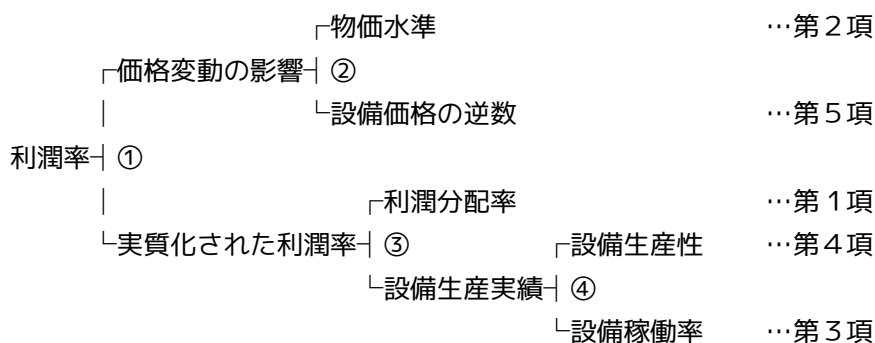 ┌物価水準 …第2項
┌価格変動の影響┤②
│ └設備価格の逆数 …第5項
利潤率┤①
│ ┌利潤分配率 …第1項
└実質化された利潤率┤③ ┌設備生産性 …第4項
└設備生産実績┤④
└設備稼働率 …第3項